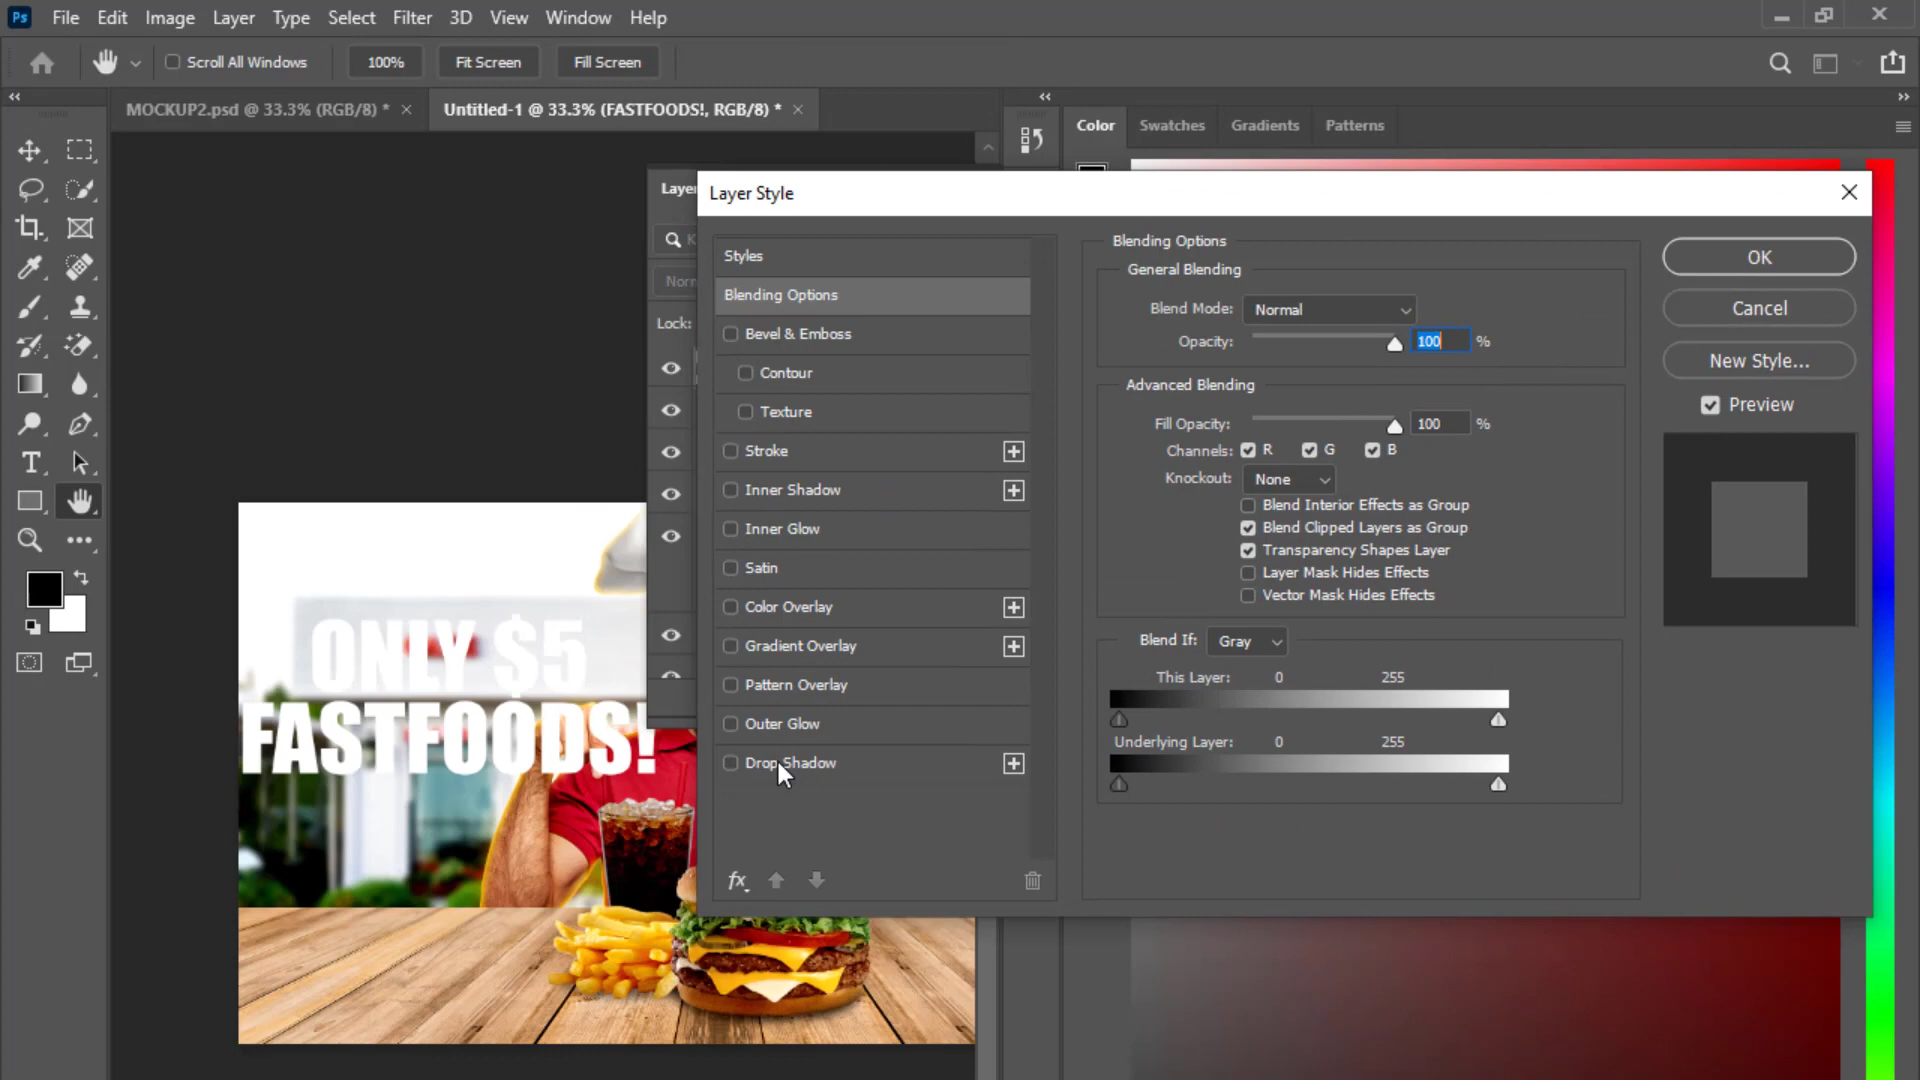 Ps File Edit Image Layer Type Select Filter 3D View Window Help
Scroll All Windows 100% Fit Screen Fill Screen
MOCKUP2.psd @ 33.3% (RGB/8) * × Untitled-1 @ 33.3% (FASTFOODS!, RGB/8) * ×
Color Swatches Gradients Patterns
Layer Style
Styles
Blending Options
Bevel & Emboss
Contour
Texture
Stroke
Inner Shadow
Inner Glow
Satin
Color Overlay
Gradient Overlay
Pattern Overlay
Outer Glow
Drop Shadow
fx
Blending Options
General Blending
Blend Mode: Normal
Opacity: 100 %
Advanced Blending
Fill Opacity: 100 %
Channels: R G B
Knockout: None
Blend Interior Effects as Group
Blend Clipped Layers as Group
Transparency Shapes Layer
Layer Mask Hides Effects
Vector Mask Hides Effects
Blend If: Gray
This Layer: 0 255
Underlying Layer: 0 255
OK
Cancel
New Style...
Preview
Lock:
ONLY $5
FASTFOODS!